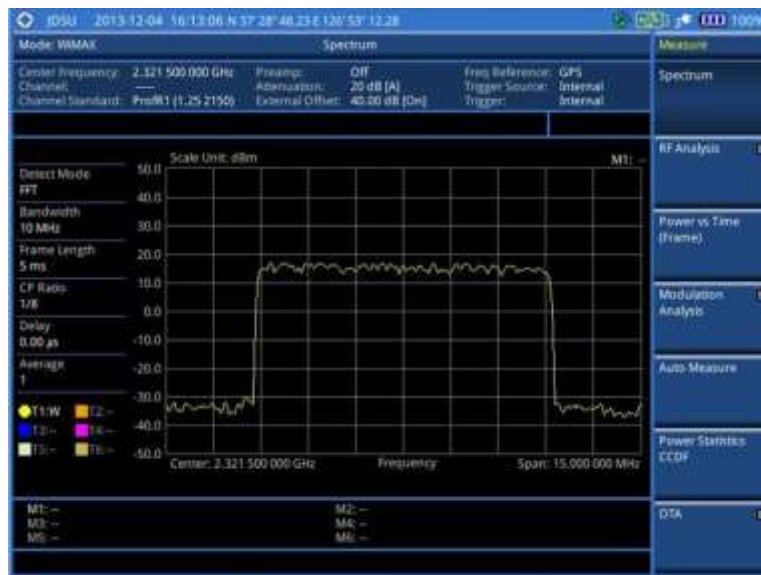 JDSU 2013-12-04 16:13:06 N 37° 28' 48.23 E 126° 53' 12.28 100%
Mode: WiMAX Spectrum Measure
Center Frequency: 2.321 500 000 GHz Preamp: Off Freq Reference: GPS
Channel: ---- Attenuation: 20 dB [A] Trigger Source: Internal
Channel Standard: External Offset: 40.00 dB [On] Trigger: Internal
Spectrum
RF Analysis
Power vs Time
(Frame)
Modulation
Analysis
Auto Measure
Power Statistics
CCDF
OTA
Scale Unit: dBm M1: --
Detect Mode
FFT
Bandwidth
10 MHz
Frame Length
5 ms
CP Ratio
1/8
Delay
0.00 µs
Average
1
T1:W T2:--
T3:-- T4:--
T5:-- T6:--
50.0
40.0
30.0
20.0
10.0
0.0
-10.0
-20.0
-30.0
-40.0
-50.0
Center: 2.321 500 000 GHz Frequency Span: 15.000 000 MHz
M1: -- M2: --
M3: -- M4: --
M5: -- M6: --